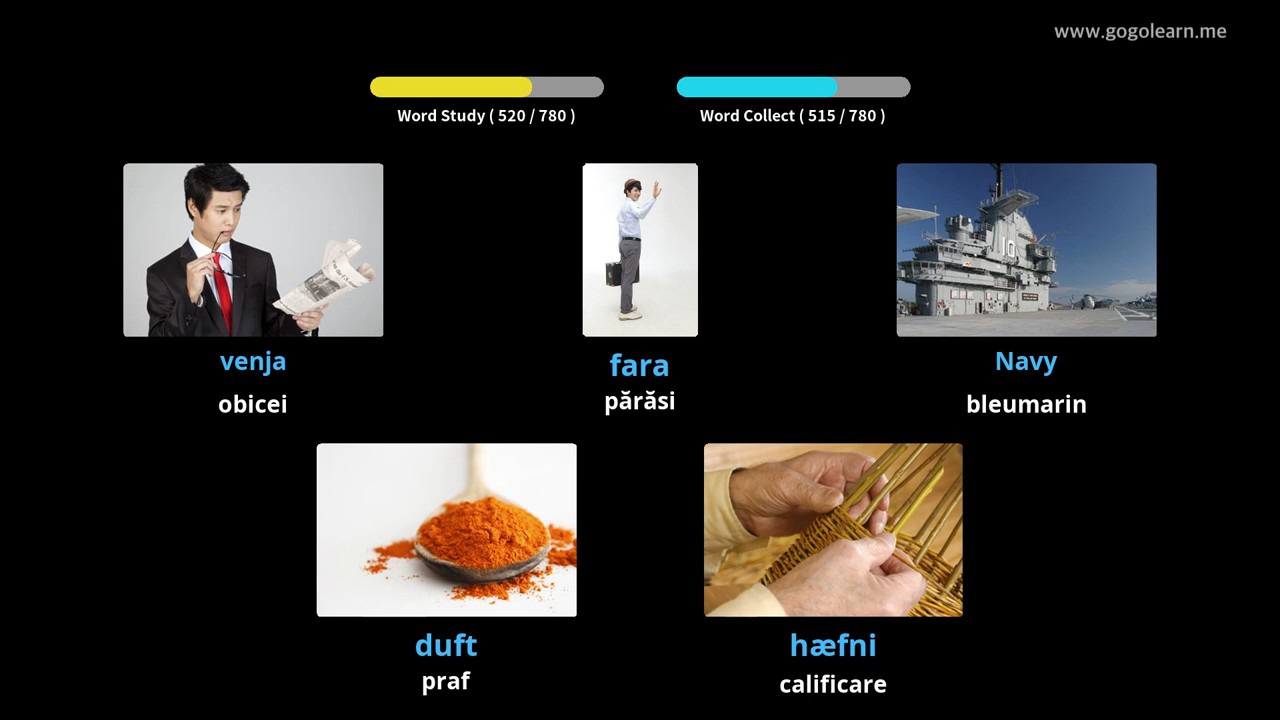 www.gogolearn.me
Word Study ( 520 / 780 )
Word Collect ( 515 / 780 )
venja
obicei
fara
părăsi
Navy
bleumarin
16
duft
praf
hæfni
calificare